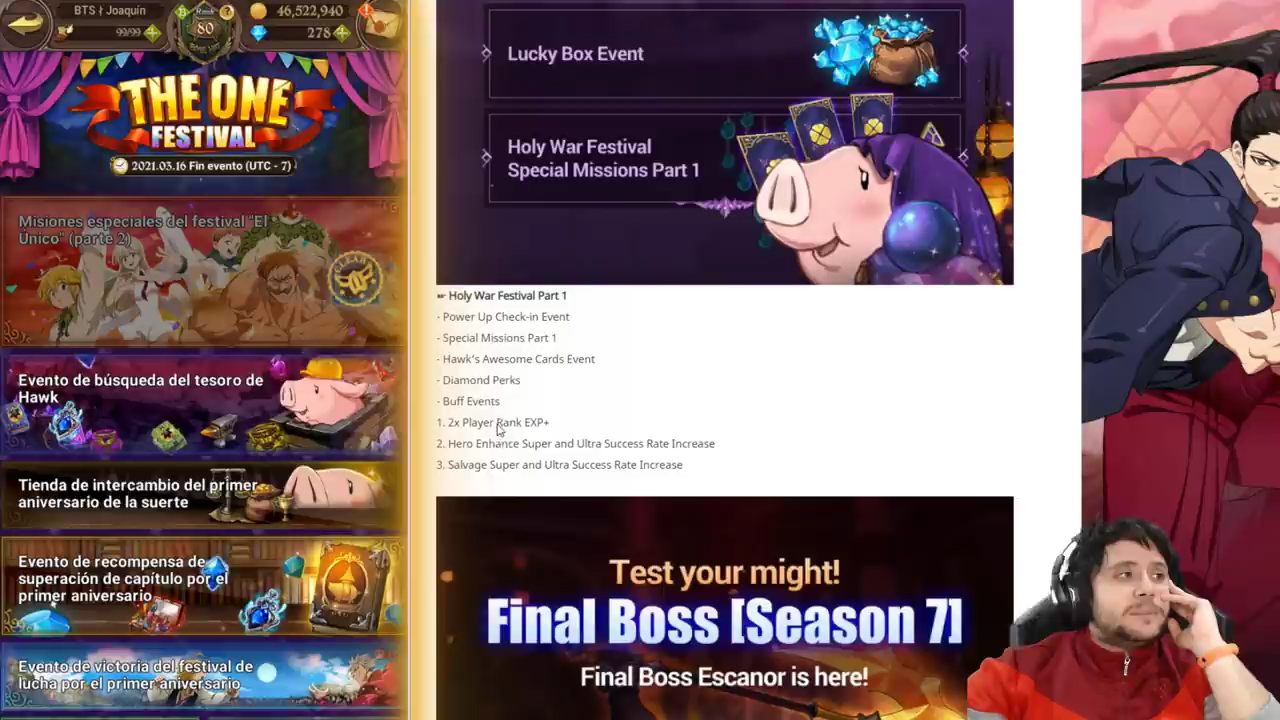 BTS ł Joaquin
99/99
Rank
80
46,522,940
278
THE ONE
FESTIVAL
2021.03.16 Fin evento (UTC - 7)
Misiones especiales del festival "El
Único" (parte 2)
CLEAR
Evento de búsqueda del tesoro de
Hawk
Tienda de intercambio del primer
aniversario de la suerte
Evento de recompensa de
superación de capítulo por el
primer aniversario
Evento de victoria del festival de
lucha por el primer aniversario
Lucky Box Event
Holy War Festival
Special Missions Part 1
Holy War Festival Part 1
- Power Up Check-in Event
- Special Missions Part 1
- Hawk's Awesome Cards Event
- Diamond Perks
- Buff Events
1. 2x Player Rank EXP+
2. Hero Enhance Super and Ultra Success Rate Increase
3. Salvage Super and Ultra Success Rate Increase
Test your might!
Final Boss [Season 7]
Final Boss Escanor is here!